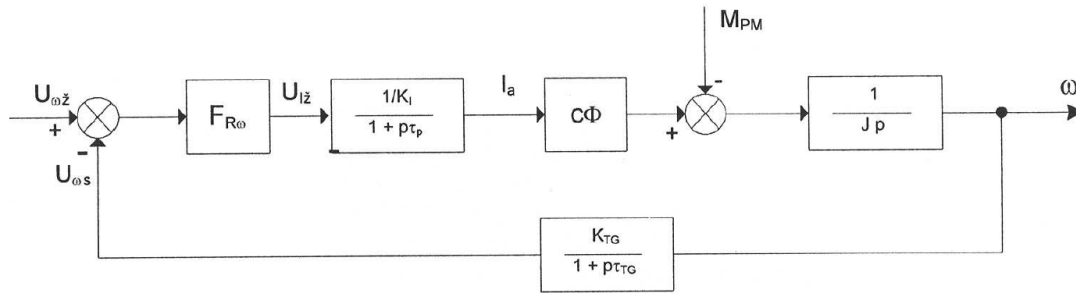 M_PM
-
U_ωž
+
-
U_ωs
F_Rω
U_Iž
1/K_I
1 + pτ_p
I_a
cΦ
+
1
J p
ω
K_TG
1 + pτ_TG